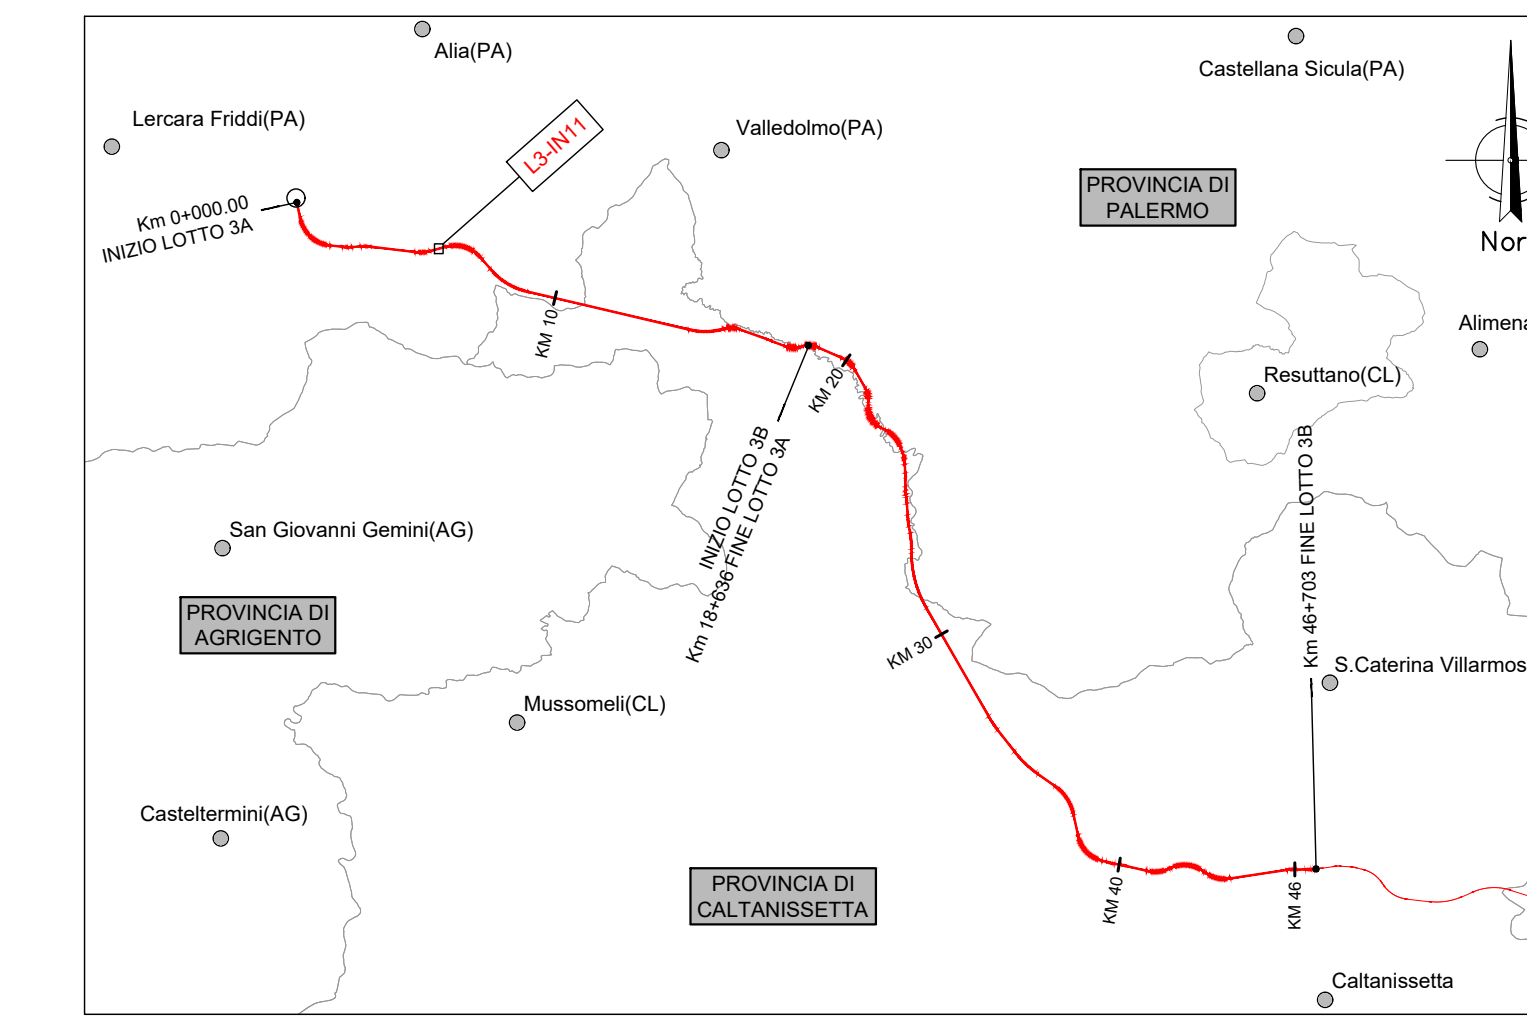 Alia(PA)
Castellana Sicula(PA)
Lercara Friddi(PA)
L3-IN11
Valledolmo(PA)
PROVINCIA DI
PALERMO
Km 0+000.00
INIZIO LOTTO 3A
Nor
KM 10
Alimena
KM 20
Resuttano(CL)
INIZIO LOTTO 3B
Km 18+636 FINE LOTTO 3A
Km 46+703 FINE LOTTO 3B
San Giovanni Gemini(AG)
PROVINCIA DI
AGRIGENTO
KM 30
S.Caterina Villarmos
Mussomeli(CL)
Casteltermini(AG)
PROVINCIA DI
CALTANISSETTA
KM 40
KM 46
Caltanissetta